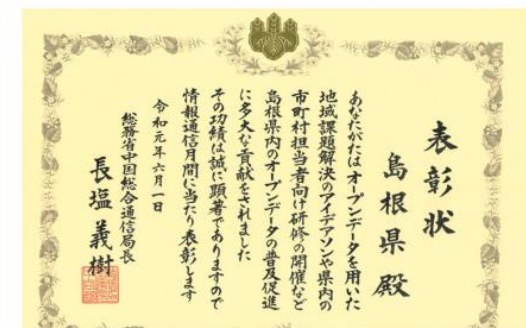 表彰状
島根県 殿
あなたがたはオープンデータを用いた
地域課題解決のアイデアソンや県内の
市町村担当者向け研修の開催など
島根県内のオープンデータの普及促進
に多大な貢献をされました
その功績は誠に顕著でありますので
情報通信月間に当たり表彰します
令和元年六月一日
総務省中国総合通信局長
長塩義樹